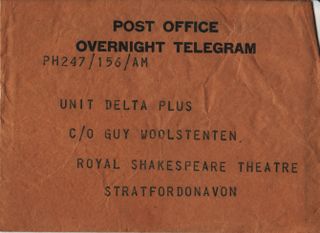 POST OFFICE
OVERNIGHT TELEGRAM
PH247/156/AM
UNIT DELTA PLUS
C/O GUY WOOLSTENTEN.
ROYAL SHAKESPEARE THEATRE
STRATFORDONAVON